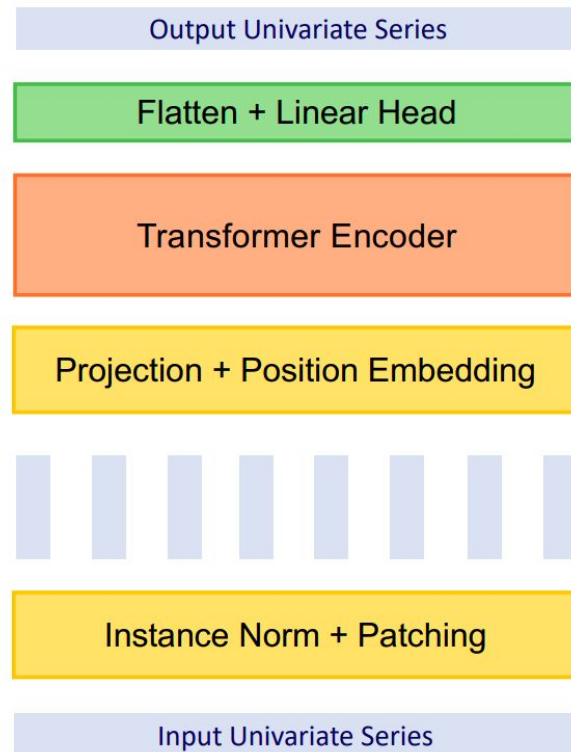 Output Univariate Series
Flatten + Linear Head
Transformer Encoder
Projection + Position Embedding
Instance Norm + Patching
Input Univariate Series